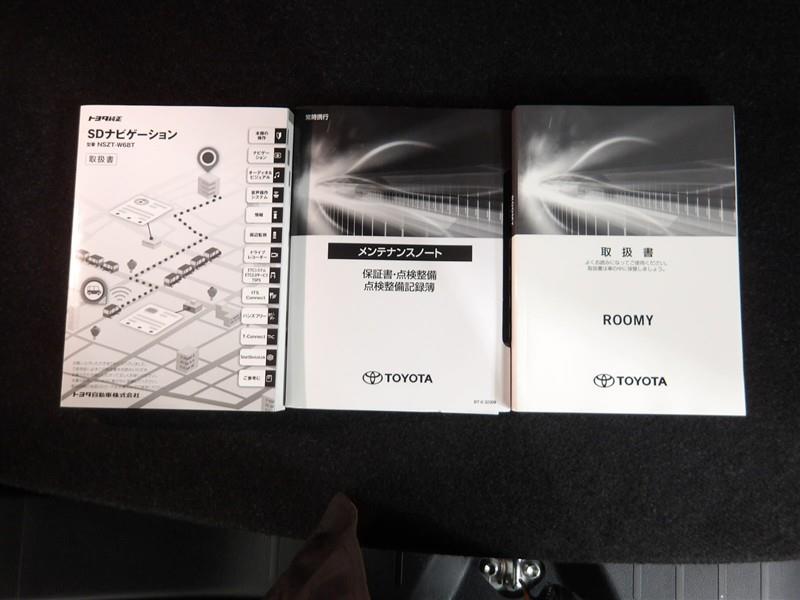 トヨタ純正
SDナビゲーション
型番 NSZT-W68T
取扱書
本機の
操作
ナビゲー
ション
オーディオ&
ビジュアル
音声操作
システム
情報
周辺監視
ドライブ
レコーダー
ITS
Connect
ハンズフリー
T-Connect
SmartDeviceLink
ご参考に
トヨタ自動車株式会社
常時携行
メンテナンスノート
保証書・点検整備
点検整備記録簿
TOYOTA
取扱書
よくお読みになってご使用ください。
取扱書は車の中に保管しましょう。
ROOMY
TOYOTA